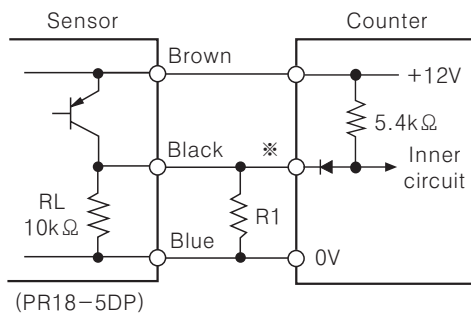 Sensor
Counter
Brown
+12V
5.4kΩ
Black
※
Inner
circuit
RL
10kΩ
R1
Blue
0V
(PR18-5DP)